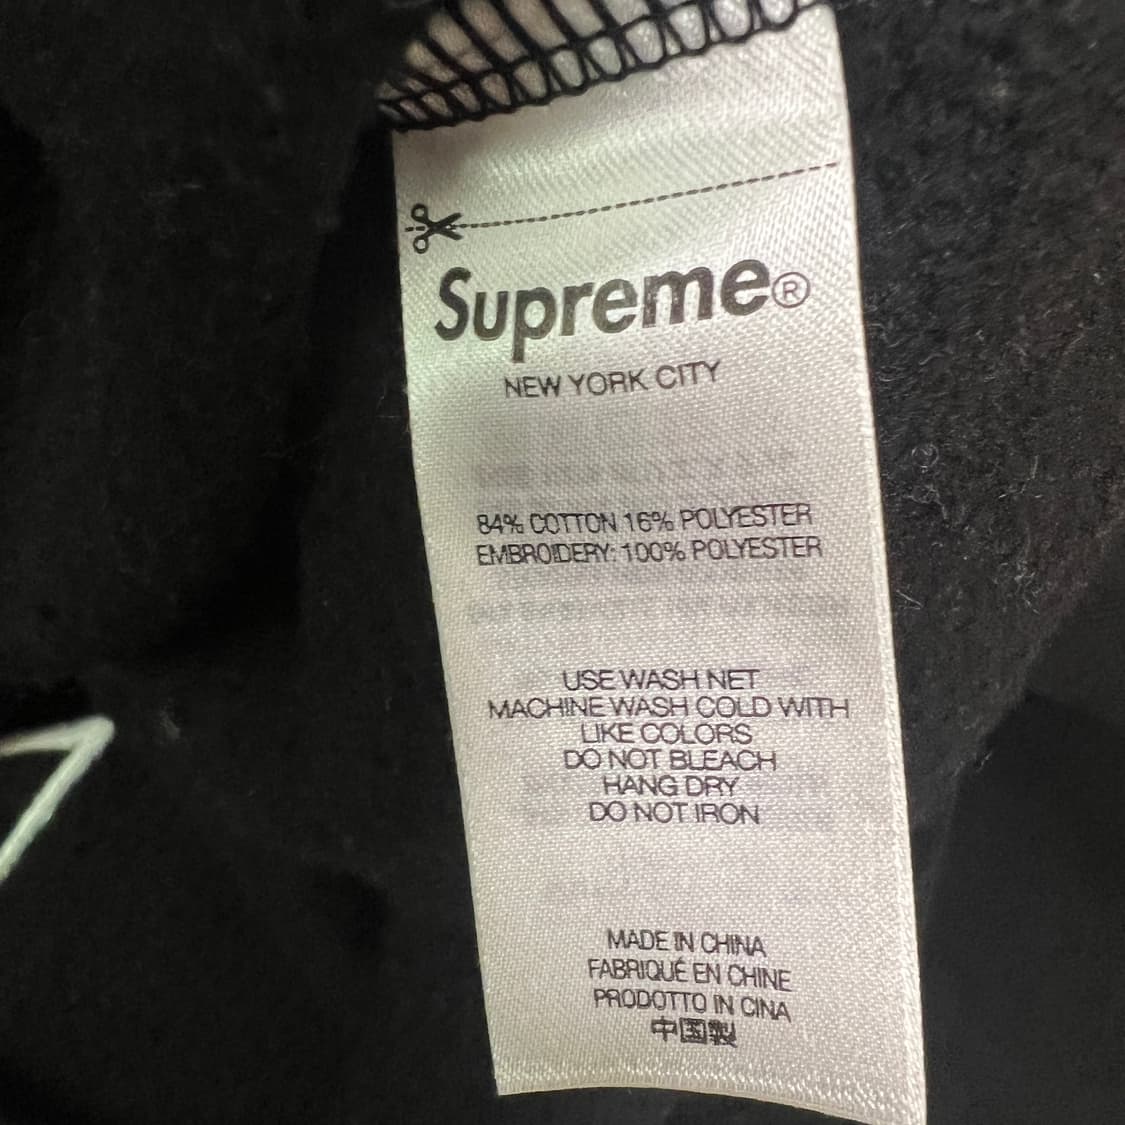 Supreme®
NEW YORK CITY
84% COTTON 16% POLYESTER
EMBROIDERY: 100% POLYESTER
USE WASH NET
MACHINE WASH COLD WITH
LIKE COLORS
DO NOT BLEACH
HANG DRY
DO NOT IRON
MADE IN CHINA
FABRIQUÉ EN CHINE
PRODOTTO IN CINA
中国製